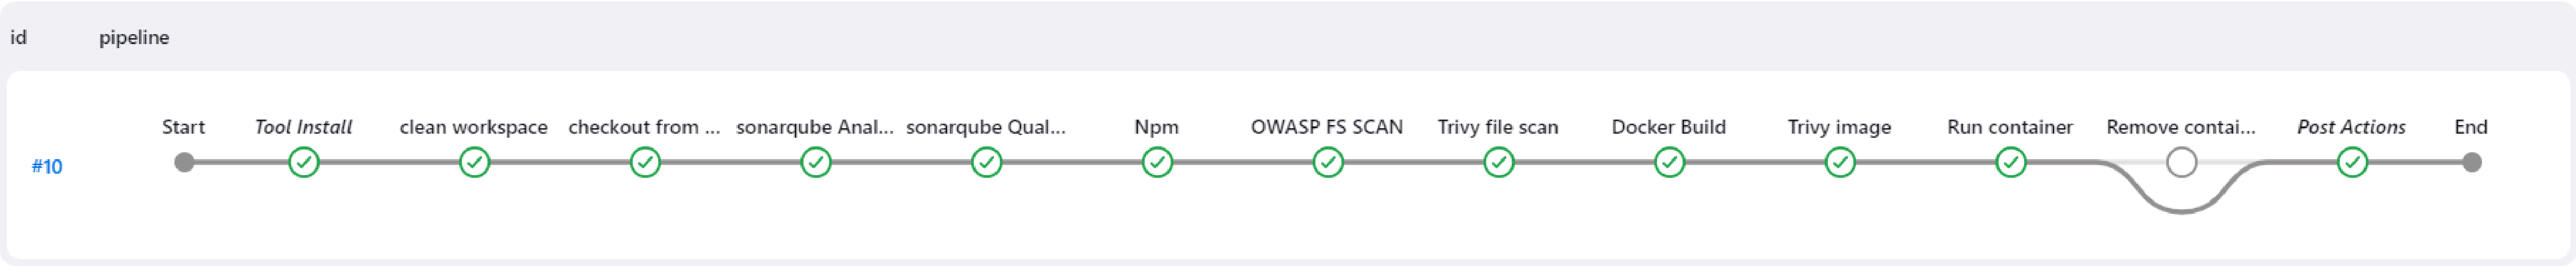 id pipeline
Start Tool Install clean workspace checkout from ... sonarqube Anal... sonarqube Qual... Npm OWASP FS SCAN Trivy file scan Docker Build Trivy image Run container Remove contai... Post Actions End
#10